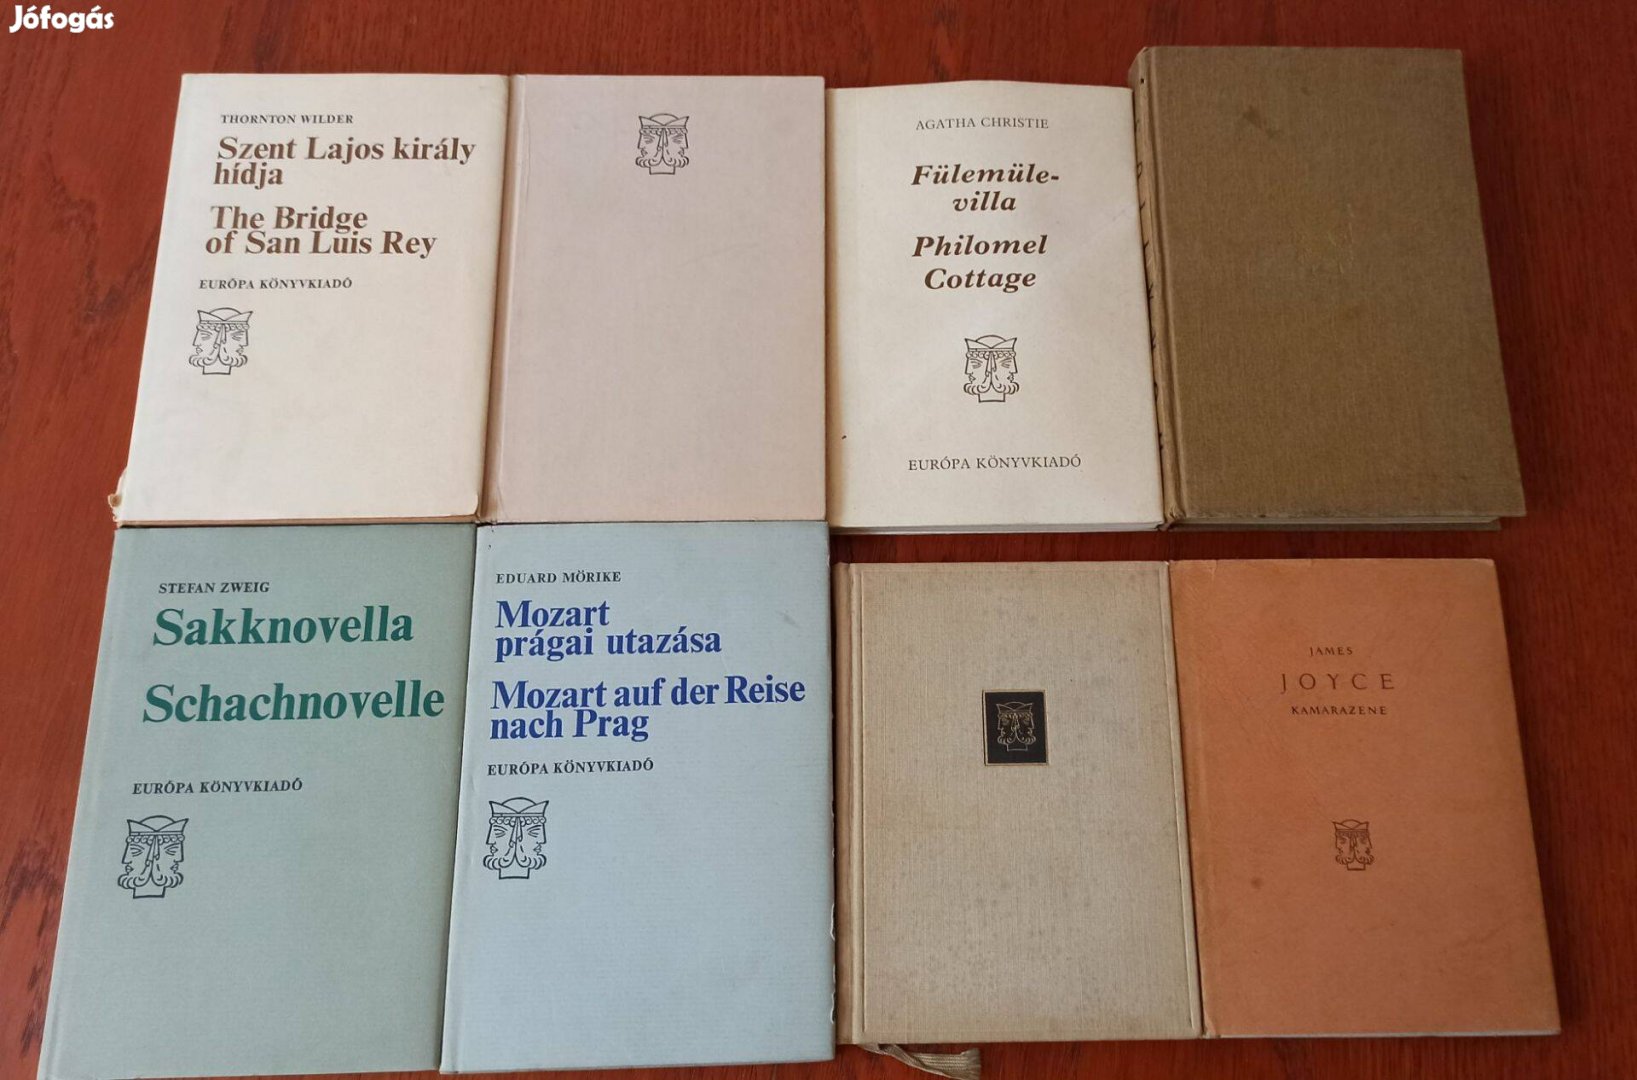 Jófogás
THORNTON WILDER
Szent Lajos király
hídja
The Bridge
of San Luis Rey
EURÓPA KÖNYVKIADÓ
AGATHA CHRISTIE
Fülemüle-
villa
Philomel
Cottage
EURÓPA KÖNYVKIADÓ
STEFAN ZWEIG
Sakknovella
Schachnovelle
EURÓPA KÖNYVKIADÓ
EDUARD MÖRIKE
Mozart
prágai utazása
Mozart auf der Reise
nach Prag
EURÓPA KÖNYVKIADÓ
JAMES
JOYCE
KAMARAZENE